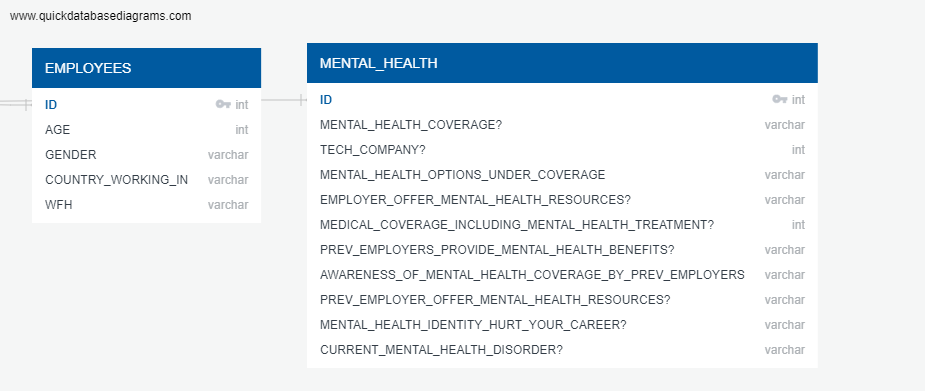 www.quickdatabasediagrams.com
EMPLOYEES
ID int
AGE int
GENDER varchar
COUNTRY_WORKING_IN varchar
WFH varchar
MENTAL_HEALTH
ID int
MENTAL_HEALTH_COVERAGE? varchar
TECH_COMPANY? int
MENTAL_HEALTH_OPTIONS_UNDER_COVERAGE varchar
EMPLOYER_OFFER_MENTAL_HEALTH_RESOURCES? varchar
MEDICAL_COVERAGE_INCLUDING_MENTAL_HEALTH_TREATMENT? int
PREV_EMPLOYERS_PROVIDE_MENTAL_HEALTH_BENEFITS? varchar
AWARENESS_OF_MENTAL_HEALTH_COVERAGE_BY_PREV_EMPLOYERS varchar
PREV_EMPLOYER_OFFER_MENTAL_HEALTH_RESOURCES? varchar
MENTAL_HEALTH_IDENTITY_HURT_YOUR_CAREER? varchar
CURRENT_MENTAL_HEALTH_DISORDER? varchar